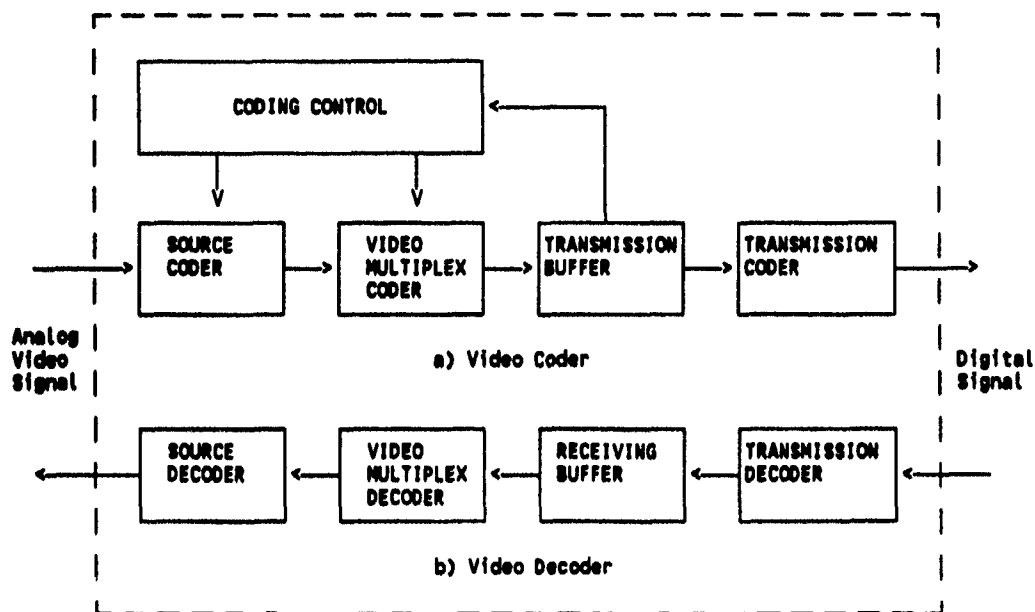 CODING CONTROL
SOURCE
CODER
VIDEO
MULTIPLEX
CODER
TRANSMISSION
BUFFER
TRANSMISSION
CODER
Analog
Video
Signal
a) Video Coder
Digital
Signal
SOURCE
DECODER
VIDEO
MULTIPLEX
DECODER
RECEIVING
BUFFER
TRANSMISSION
DECODER
b) Video Decoder